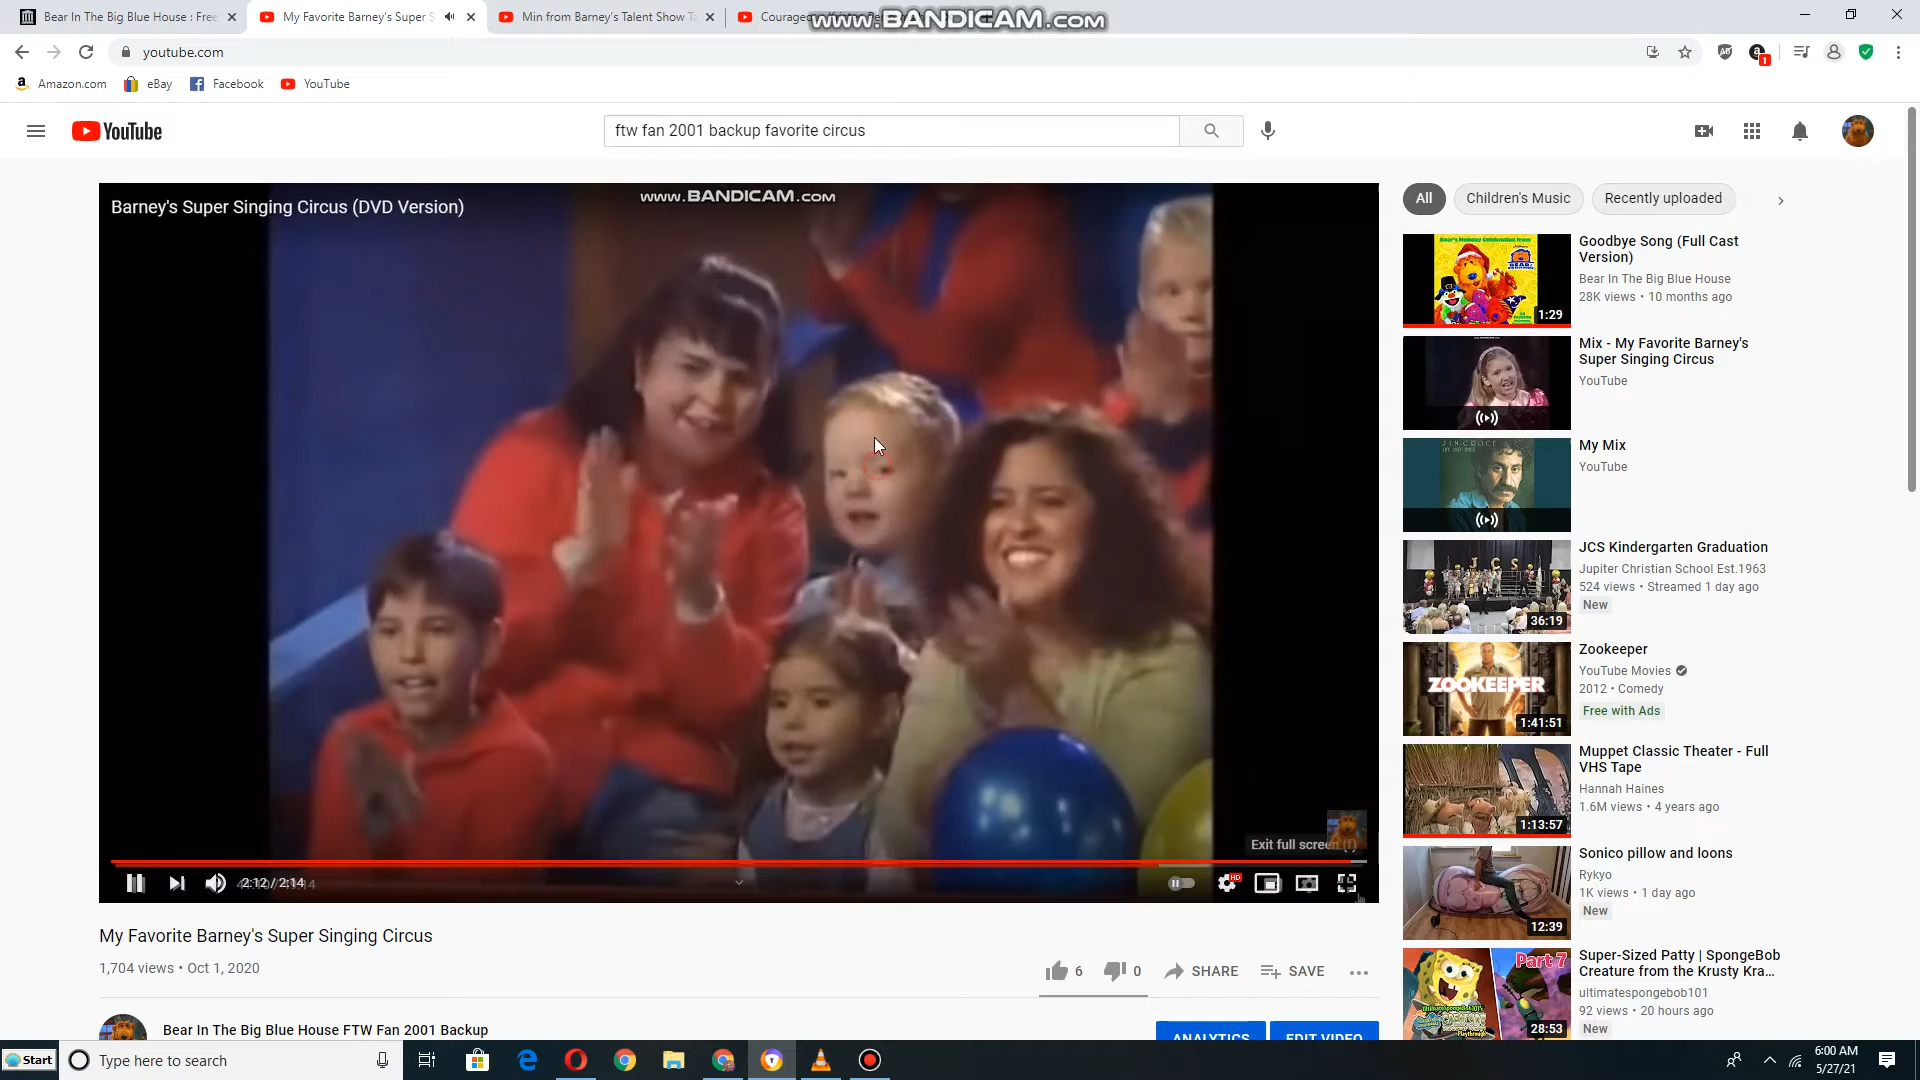 Bear In The Big Blue House : Free
My Favorite Barney's Super S
Min from Barney's Talent Show T
www.BANDICAM.com
youtube.com
1
Amazon.com
eBay
Facebook
YouTube
YouTube
ftw fan 2001 backup favorite circus
Barney's Super Singing Circus (DVD Version)
www.BANDICAM.com
Exit full screen (f)
2:12 / 2:14
HD
My Favorite Barney's Super Singing Circus
1,704 views • Oct 1, 2020
6
0
SHARE
SAVE
Bear In The Big Blue House FTW Fan 2001 Backup
ANALYTICS
EDIT VIDEO
All
Children's Music
Recently uploaded
1:29
Goodbye Song (Full Cast
Version)
Bear In The Big Blue House
28K views • 10 months ago
Mix - My Favorite Barney's
Super Singing Circus
YouTube
JIM CROCE
My Mix
YouTube
JCS
36:19
JCS Kindergarten Graduation
Jupiter Christian School Est.1963
524 views • Streamed 1 day ago
New
ZOOKEEPER
1:41:51
Zookeeper
YouTube Movies
2012 • Comedy
Free with Ads
1:13:57
Muppet Classic Theater - Full
VHS Tape
Hannah Haines
1.6M views • 4 years ago
12:39
Sonico pillow and loons
Rykyo
1K views • 1 day ago
New
Part 7
28:53
Super-Sized Patty | SpongeBob
Creature from the Krusty Kra...
ultimatespongebob101
92 views • 20 hours ago
New
Start
Type here to search
6:00 AM
5/27/21